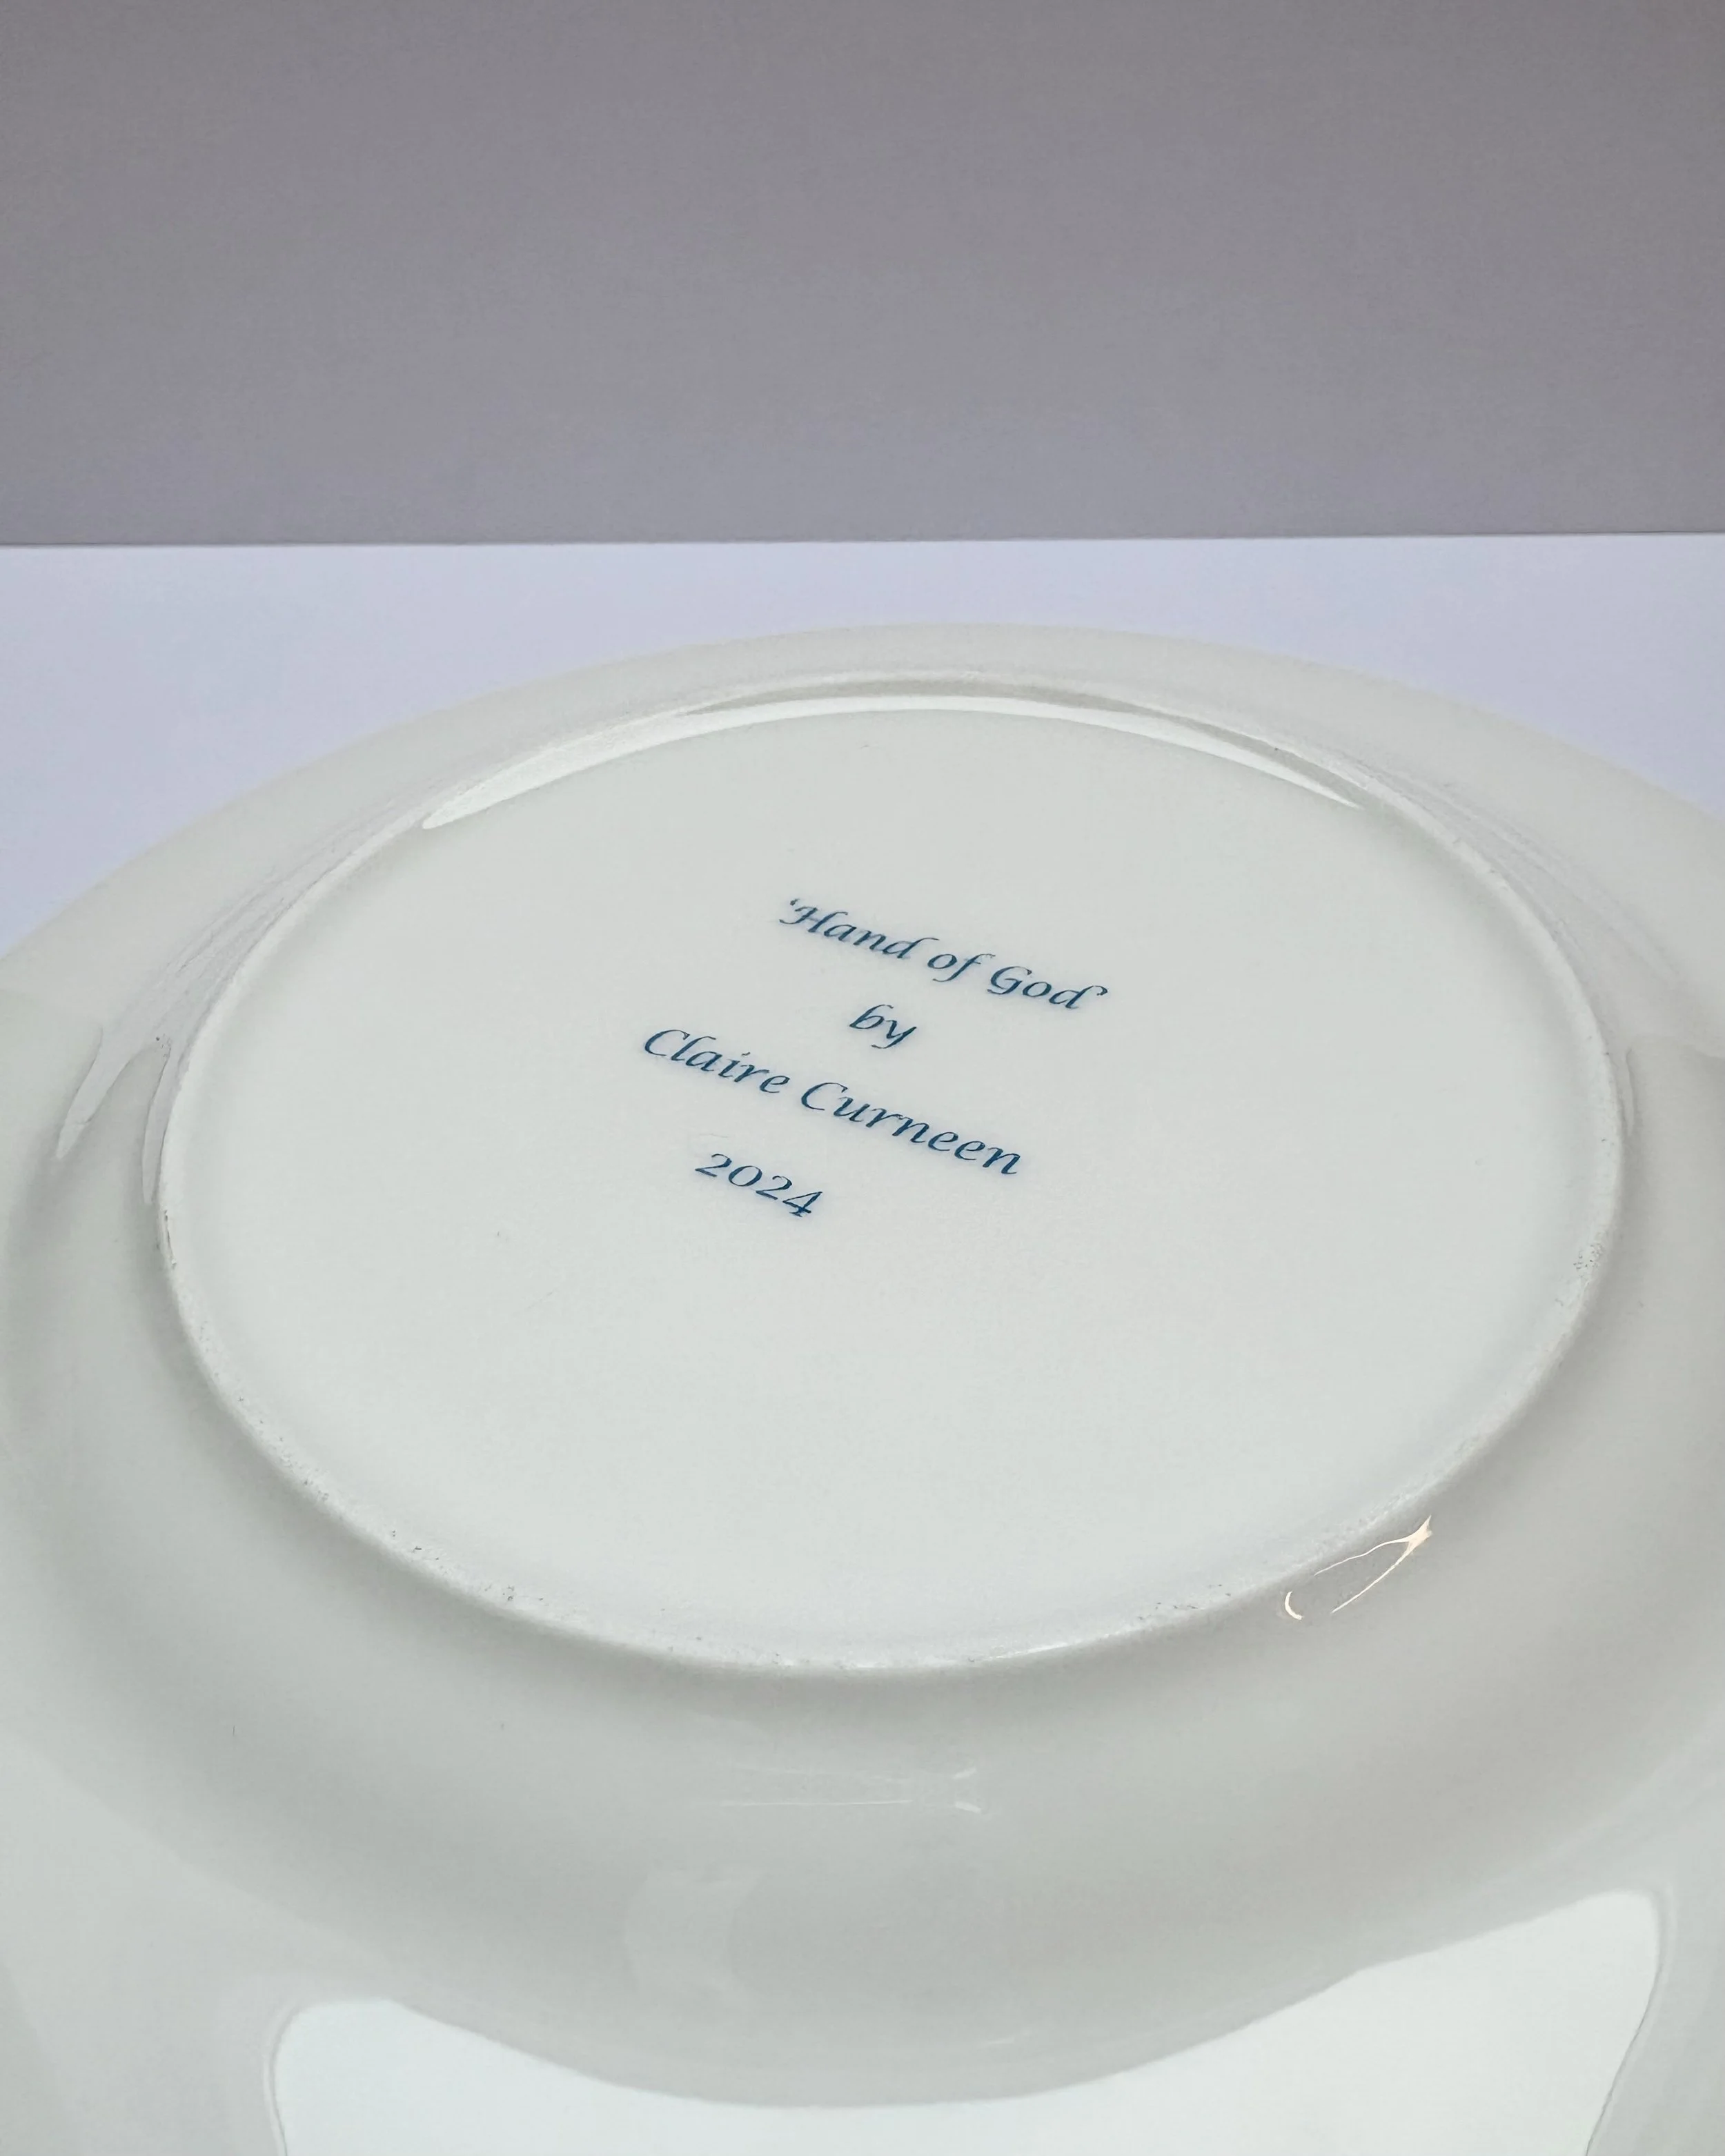 ‘Hand of God’
by
Claire Curneen
2024